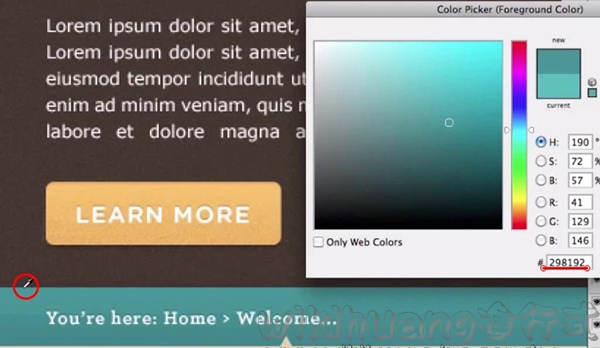 Lorem ipsum dolor sit amet,
Lorem ipsum dolor sit amet,
eiusmod tempor incididunt ut
enim ad minim veniam, quis n
labore et dolore magna a
LEARN MORE
You're here: Home > Welcome...
Color Picker (Foreground Color)
new
current
H: 190 °
S: 72 %
B: 57 %
R: 41
G: 129
B: 146
Only Web Colors
# 298192